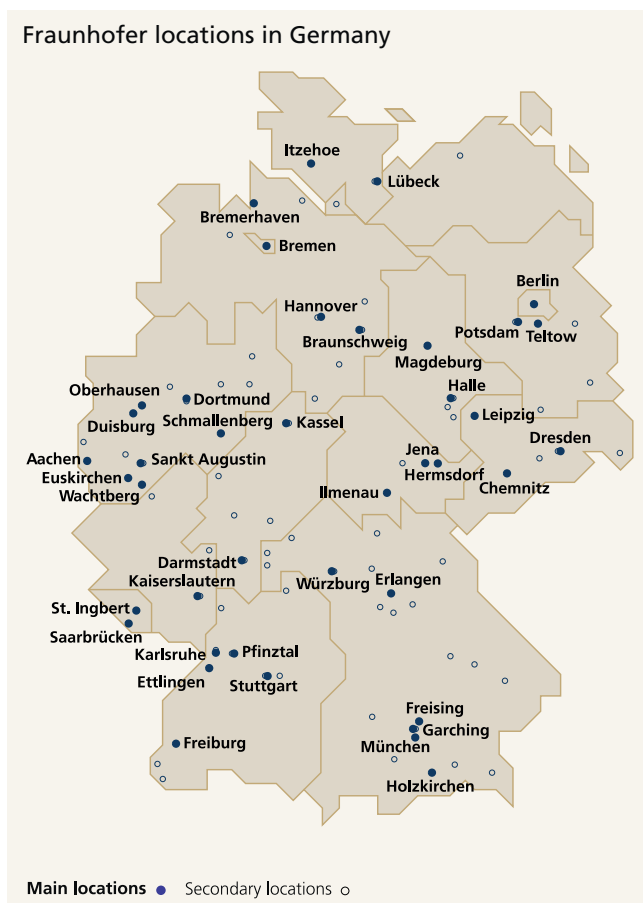 Fraunhofer locations in Germany
Itzehoe
Lübeck
Bremerhaven
Bremen
Berlin
Hannover
Potsdam
Teltow
Braunschweig
Magdeburg
Halle
Oberhausen
Dortmund
Duisburg
Schmallenberg
Kassel
Leipzig
Dresden
Jena
Aachen
Sankt Augustin
Hermsdorf
Euskirchen
Chemnitz
Wachtberg
Ilmenau
Darmstadt
Kaiserslautern
Würzburg
Erlangen
St. Ingbert
Saarbrücken
Karlsruhe
Pfinztal
Ettlingen
Stuttgart
Freising
Garching
Freiburg
München
Holzkirchen
Main locations
Secondary locations